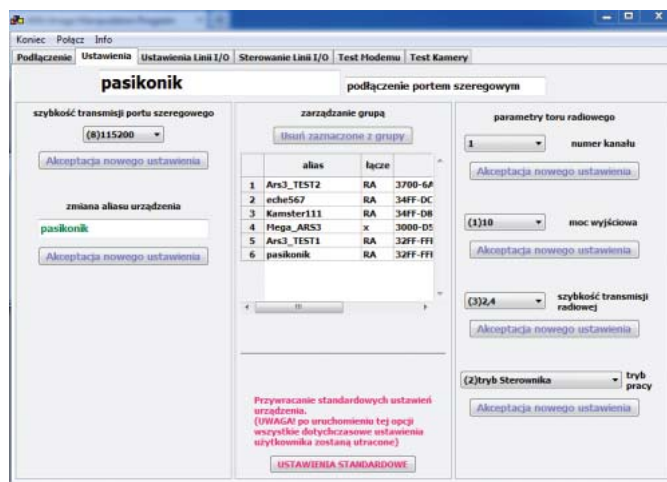 Koniec Połącz Info
Podłączenie Ustawienia Ustawienia Linii I/O Sterowanie Linii I/O Test Modemu Test Kamery
pasikonik
podłączenie portem szeregowym
szybkość transmisji portu szeregowego
(8)115200
Akceptacja nowego ustawienia
zmiana aliasu urządzenia
pasikonik
Akceptacja nowego ustawienia
zarządzanie grupą
Usuń zaznaczone z grupy
alias łącze
1 Ars3_TEST2 RA 3700-6A
2 eche567 RA 34FF-DC
3 Kamster111 RA 34FF-D8
4 Mega_ARS3 x 3000-D5
5 Ars3_TEST1 RA 32FF-FFI
6 pasikonik RA 32FF-FFI
Przywracanie standardowych ustawień
urządzenia.
(UWAGA! po uruchomieniu tej opcji
wszystkie dotychczasowe ustawienia
użytkownika zostaną utracone)
USTAWIENIA STANDARDOWE
parametry toru radiowego
1 numer kanału
Akceptacja nowego ustawienia
(1)10 moc wyjściowa
Akceptacja nowego ustawienia
(3)2,4 szybkość transmisji
radiowej
Akceptacja nowego ustawienia
(2)tryb Sterownika tryb
pracy
Akceptacja nowego ustawienia